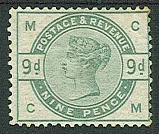 POSTAGE & REVENUE
M C
9d 9d
C M
NINE PENCE